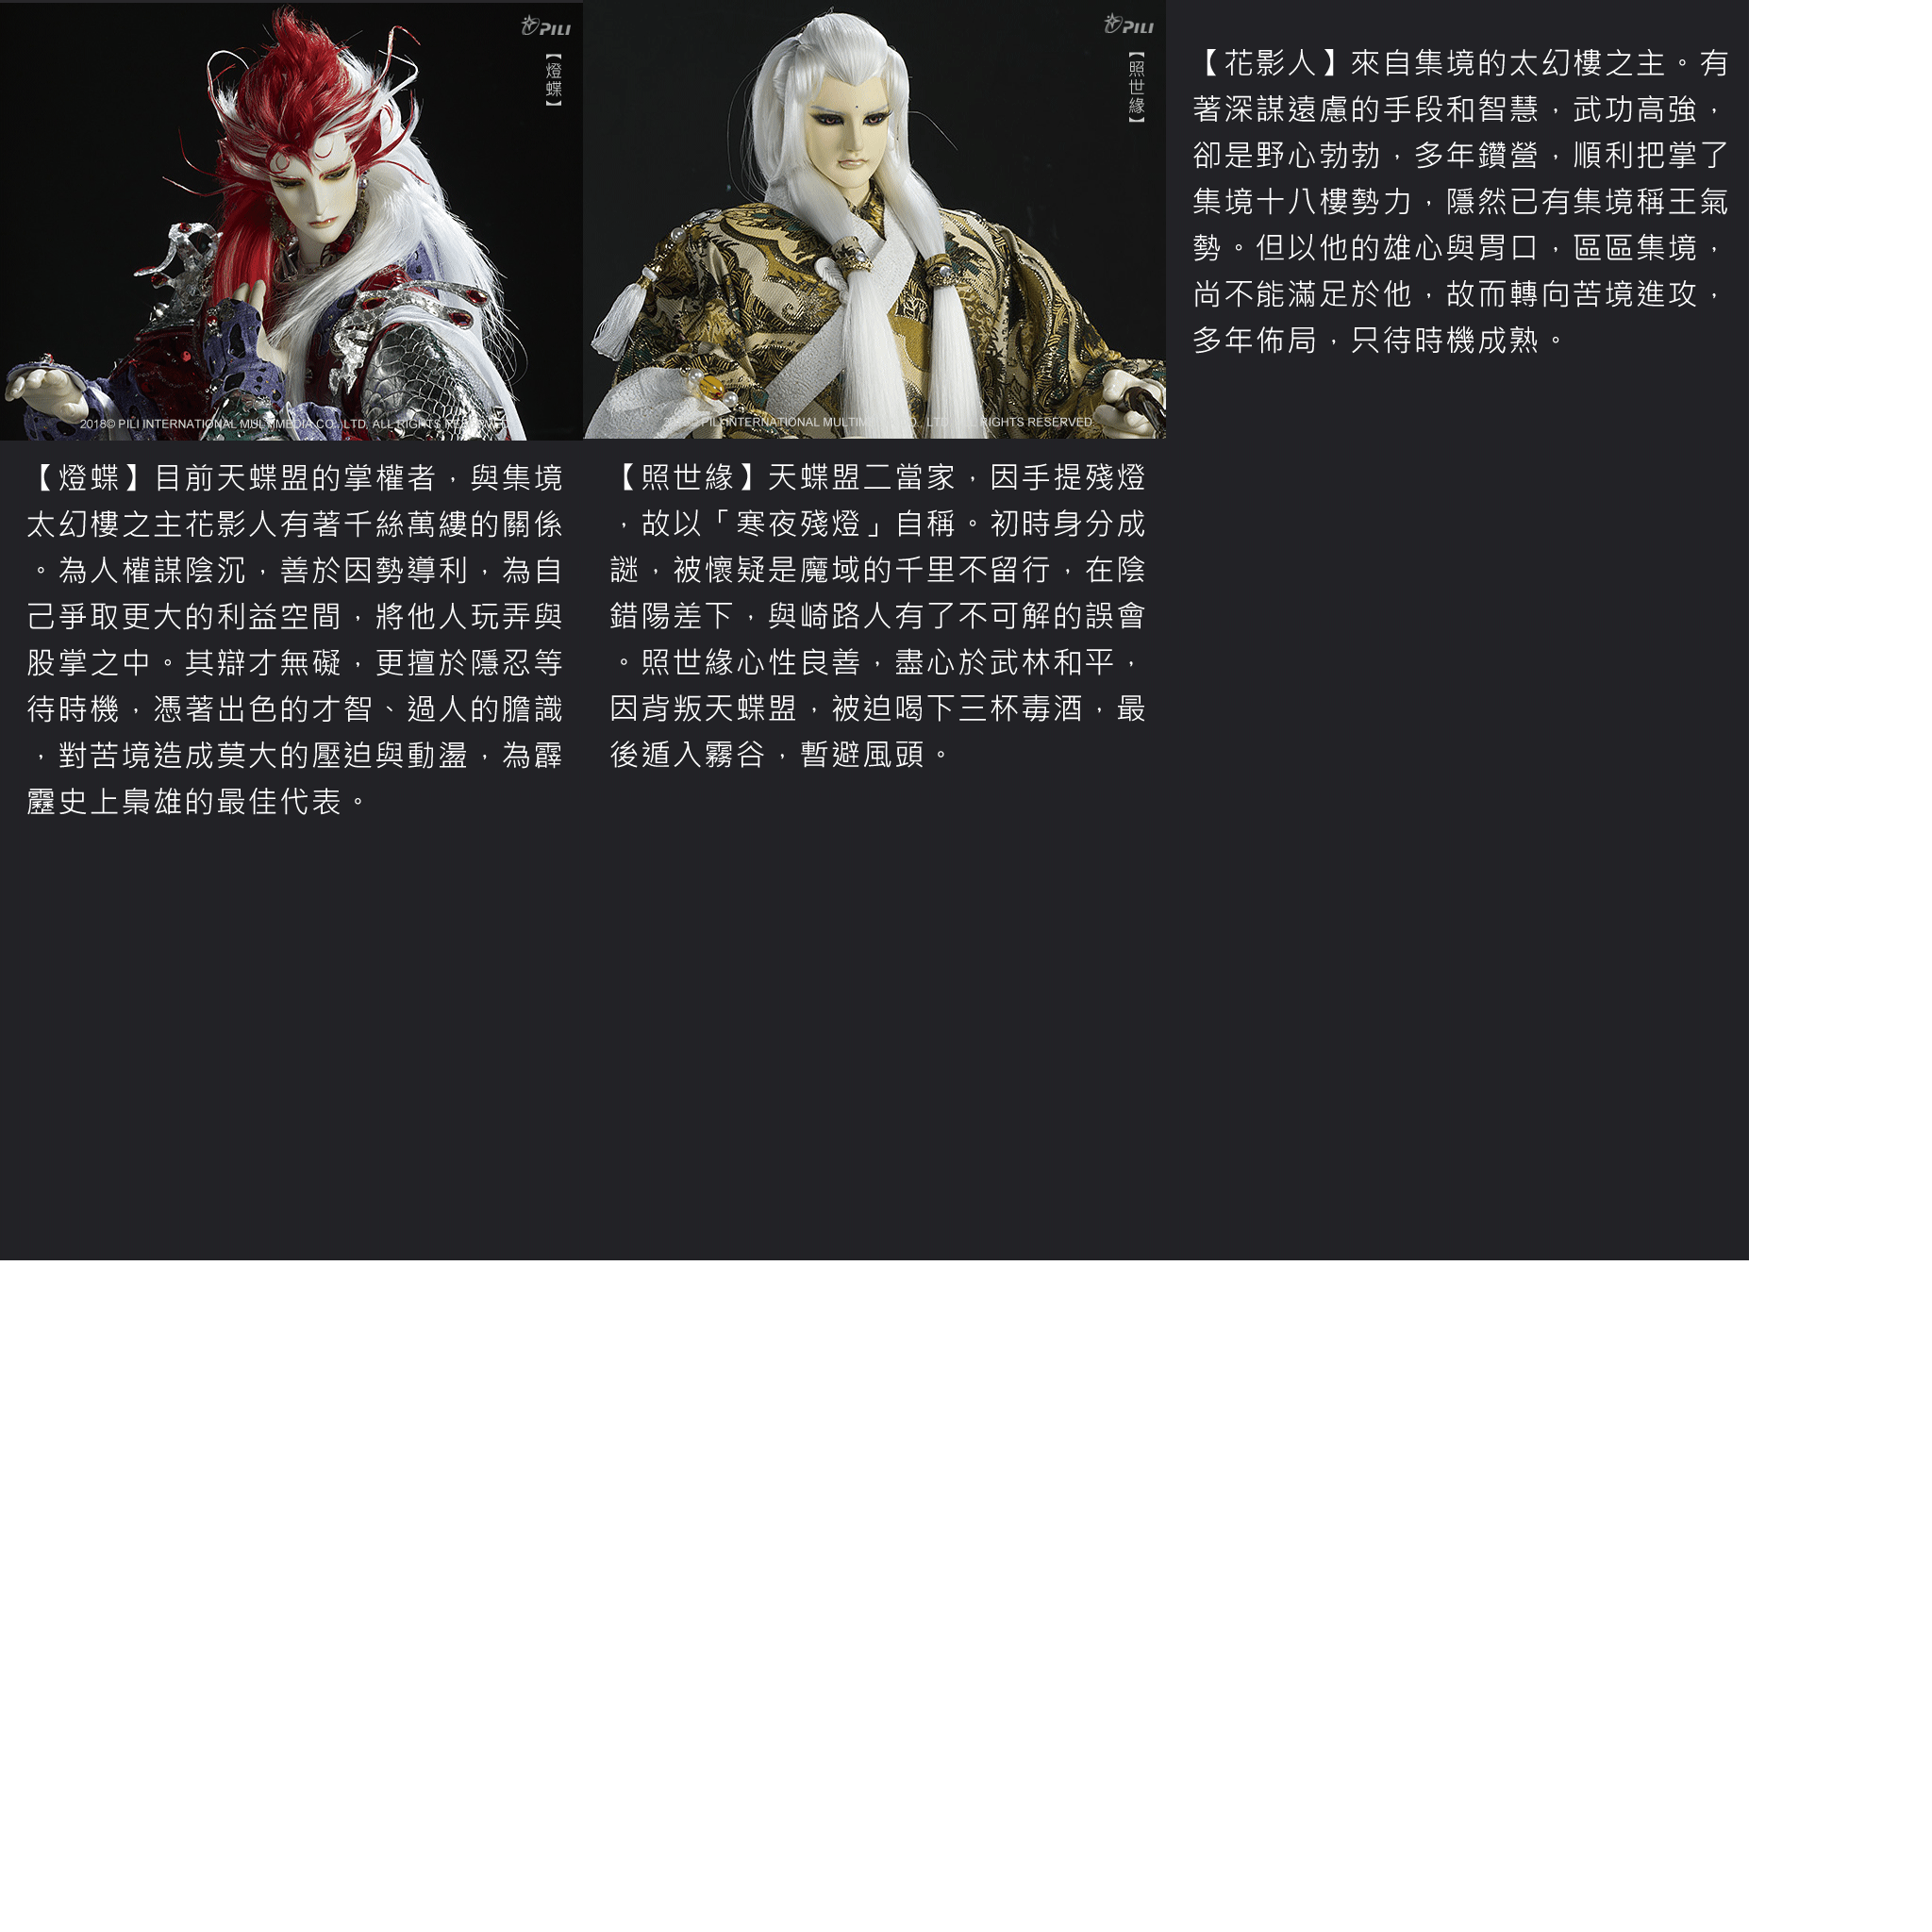 PILI
【燈蝶】
2018© PILI INTERNATIONAL MULTIMEDIA CO., LTD. ALL RIGHTS RESERVED
【燈蝶】目前天蝶盟的掌權者，與集境
太幻樓之主花影人有著千絲萬縷的關係
。為人權謀陰沉，善於因勢導利，為自
己爭取更大的利益空間，將他人玩弄與
股掌之中。其辯才無礙，更擅於隱忍等
待時機，憑著出色的才智、過人的膽識
，對苦境造成莫大的壓迫與動盪，為霹
靂史上梟雄的最佳代表。
PILI
【照世緣】
PILI INTERNATIONAL MULTIM LTD ALL RIGHTS RESERVED
【照世緣】天蝶盟二當家，因手提殘燈
，故以「寒夜殘燈」自稱。初時身分成
謎，被懷疑是魔域的千里不留行，在陰
錯陽差下，與崎路人有了不可解的誤會
。照世緣心性良善，盡心於武林和平，
因背叛天蝶盟，被迫喝下三杯毒酒，最
後遁入霧谷，暫避風頭。
【花影人】來自集境的太幻樓之主。有
著深謀遠慮的手段和智慧，武功高強，
卻是野心勃勃，多年鑽營，順利把掌了
集境十八樓勢力，隱然已有集境稱王氣
勢。但以他的雄心與胃口，區區集境，
尚不能滿足於他，故而轉向苦境進攻，
多年佈局，只待時機成熟。